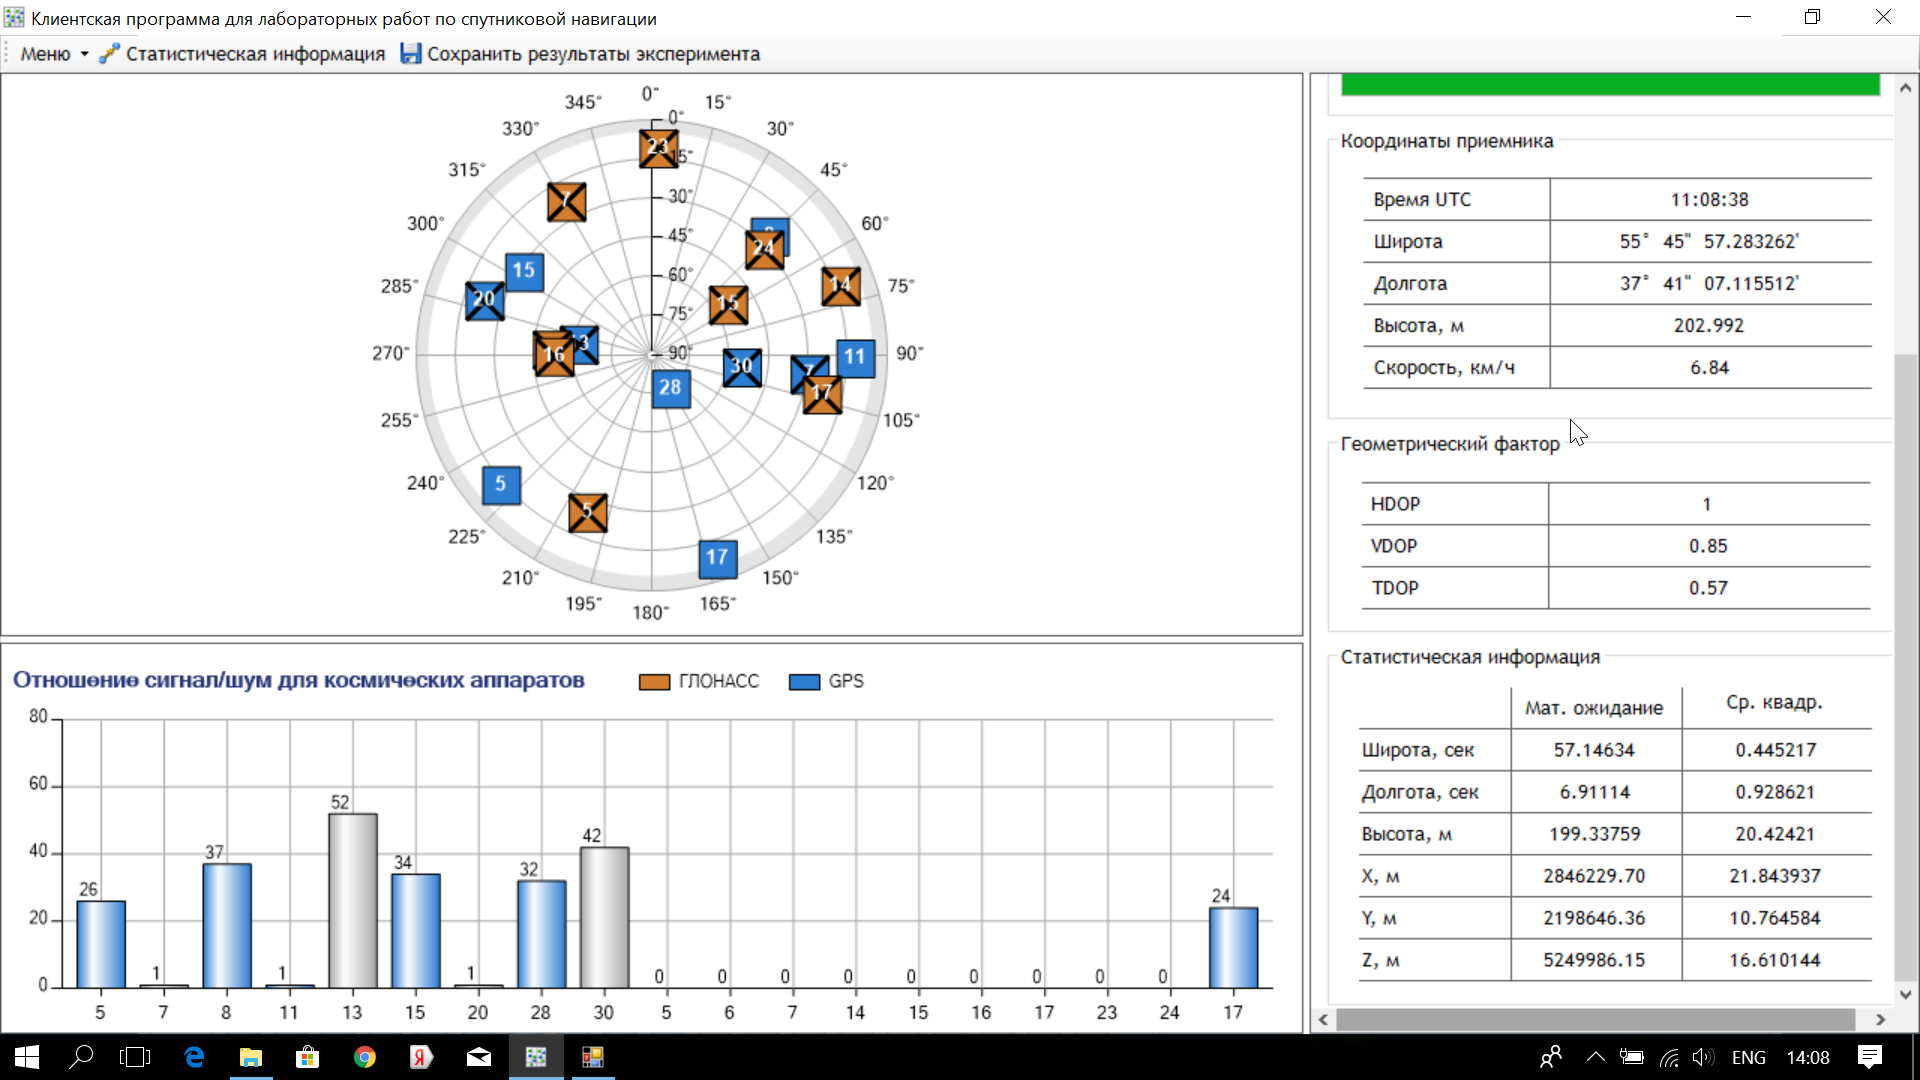 Клиентская программа для лабораторных работ по спутниковой навигации
Меню Статистическая информация Сохранить результаты эксперимента
0°
345° 15°
330° 30°
315° 45°
300° 60°
285° 75°
270° 90°
255° 105°
240° 120°
225° 135°
210° 150°
195° 165°
180°
0°
15°
30°
45°
60°
75°
90°
23
7
24
15
14
20
15
13
16
30
7
11
17
28
5
5
17
Отношение сигнал/шум для космических аппаратов ГЛОНАСС GPS
80
60
40
20
0
26 1 37 1 52 34 1 32 42 0 0 0 0 0 0 0 0 0 24
5 7 8 11 13 15 20 28 30 5 6 7 14 15 16 17 23 24 17
Координаты приемника
Время UTC 11:08:38
Широта 55° 45" 57.283262'
Долгота 37° 41" 07.115512'
Высота, м 202.992
Скорость, км/ч 6.84
Геометрический фактор
HDOP 1
VDOP 0.85
TDOP 0.57
Статистическая информация
Мат. ожидание Ср. квадр.
Широта, сек 57.14634 0.445217
Долгота, сек 6.91114 0.928621
Высота, м 199.33759 20.42421
X, м 2846229.70 21.843937
Y, м 2198646.36 10.764584
Z, м 5249986.15 16.610144
ENG 14:08